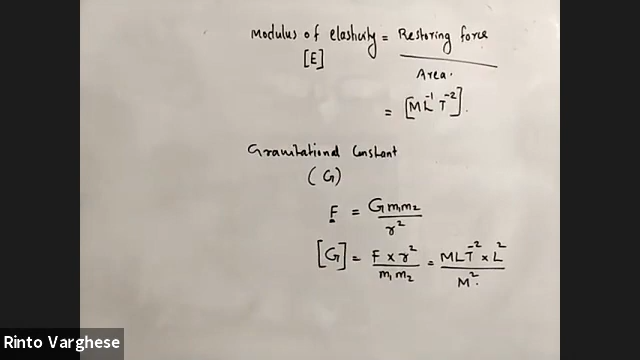 Modulus of elasticity = Restoring force
[E]
Area.
= [ML⁻¹T⁻²].
Gravitational Constant
(G)
F = Gm₁m₂
r²
[G] = F × r² = MLT⁻² × L²
m₁m₂ M².
Rinto Varghese